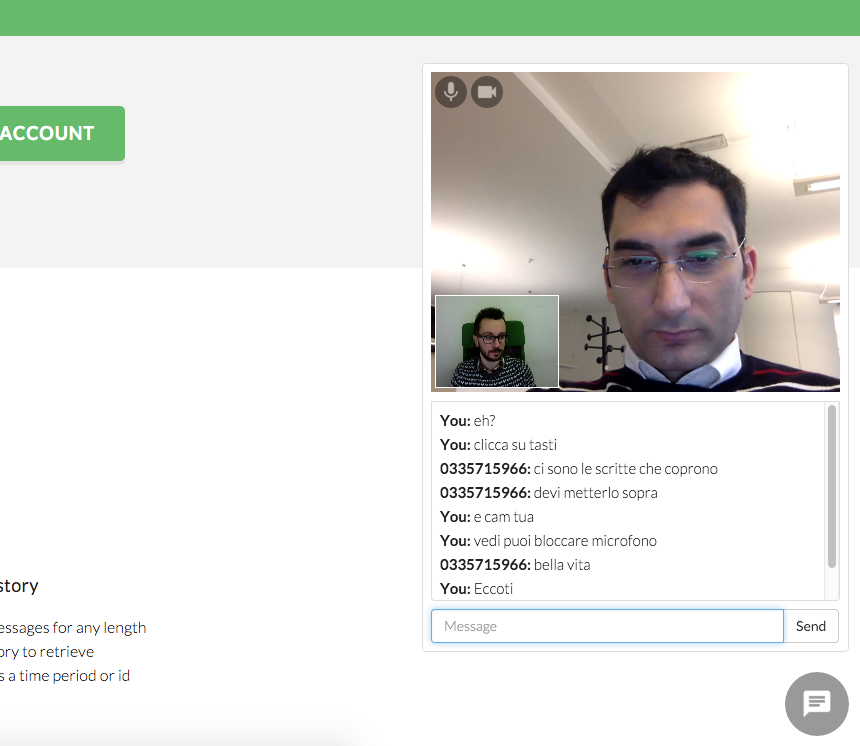 ACCOUNT
You: eh?
You: clicca su tasti
0335715966: ci sono le scritte che coprono
0335715966: devi metterlo sopra
You: e cam tua
You: vedi puoi bloccare microfono
0335715966: bella vita
You: Eccoti
Message
Send
story
essages for any length
ory to retrieve
s a time period or id